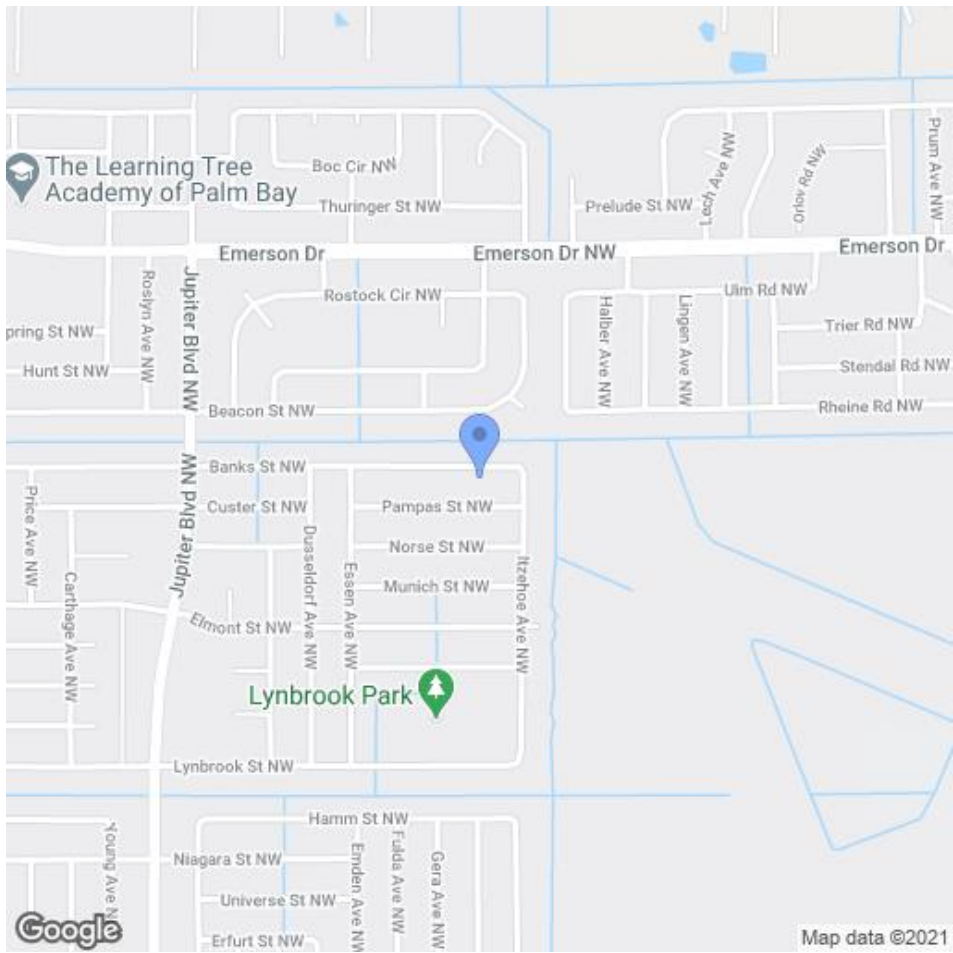 Boc Cir NW
Prum Ave NW
The Learning Tree
Academy of Palm Bay
Lech Ave NW
Orlov Rd NW
Thuringer St NW
Prelude St NW
Emerson Dr
Emerson Dr NW
Emerson Dr
Jupiter Blvd NW
Roslyn Ave NW
Rostock Cir NW
Ulm Rd NW
Halber Ave NW
Lingen Ave NW
pring St NW
Trier Rd NW
Hunt St NW
Stendal Rd NW
Beacon St NW
Rheine Rd NW
Banks St NW
Jupiter Blvd NW
Price Ave NW
Custer St NW
Pampas St NW
Dusseldorf Ave NW
Norse St NW
Essen Ave NW
Itzehoe Ave NW
Carthage Ave NW
Munich St NW
Elmont St NW
Lynbrook Park
Lynbrook St NW
Hamm St NW
Young Ave N
Niagara St NW
Emden Ave NW
Fulda Ave NW
Gera Ave NW
Universe St NW
Erfurt St NW
Google
Map data ©2021